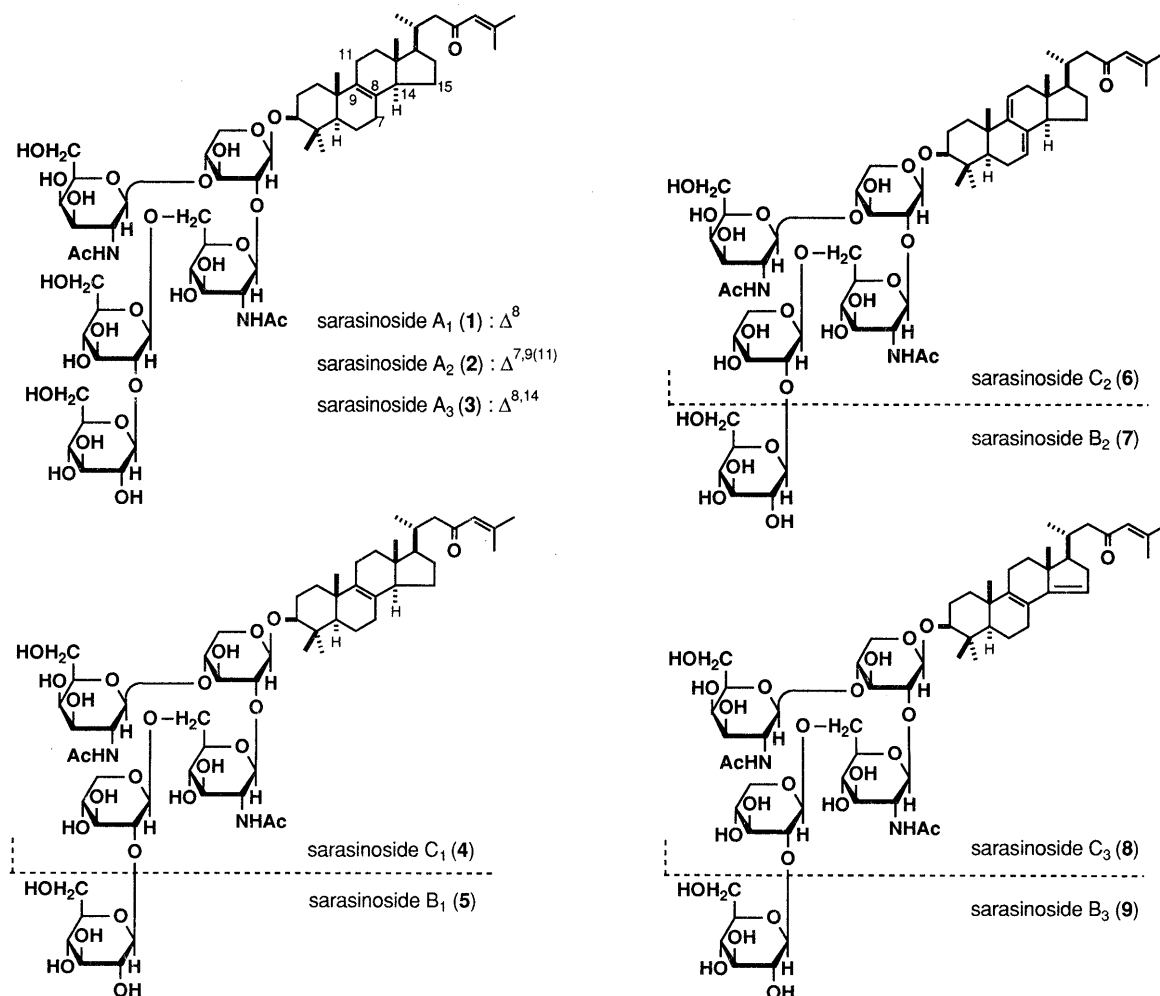 O
11
8
15
9
14
H
7
O
H
O
OH
HOH₂C
H
OH
O
OH
O
O
H
AcHN
O–H₂C
O
OH
HO
H
NHAc
HOH₂C
O
OH
HO
H
O
HOH₂C
O
OH
HO
H
OH
sarasinoside A₁ (1) : Δ⁸
sarasinoside A₂ (2) : Δ⁷,⁹⁽¹¹⁾
sarasinoside A₃ (3) : Δ⁸,¹⁴
O
H
O
H
O
OH
HOH₂C
H
OH
O
OH
O
O
H
AcHN
O–H₂C
O
OH
HO
H
NHAc
O
OH
HO
H
O
sarasinoside C₂ (6)
sarasinoside B₂ (7)
HOH₂C
O
OH
HO
H
OH
O
H
O
H
O
OH
HOH₂C
H
OH
O
OH
O
O
H
AcHN
O–H₂C
O
OH
HO
H
NHAc
O
OH
HO
H
O
sarasinoside C₁ (4)
sarasinoside B₁ (5)
HOH₂C
O
OH
HO
H
OH
O
O
H
O
OH
HOH₂C
H
OH
O
OH
O
O
H
AcHN
O–H₂C
O
OH
HO
H
NHAc
O
OH
HO
H
O
sarasinoside C₃ (8)
sarasinoside B₃ (9)
HOH₂C
O
OH
HO
H
OH